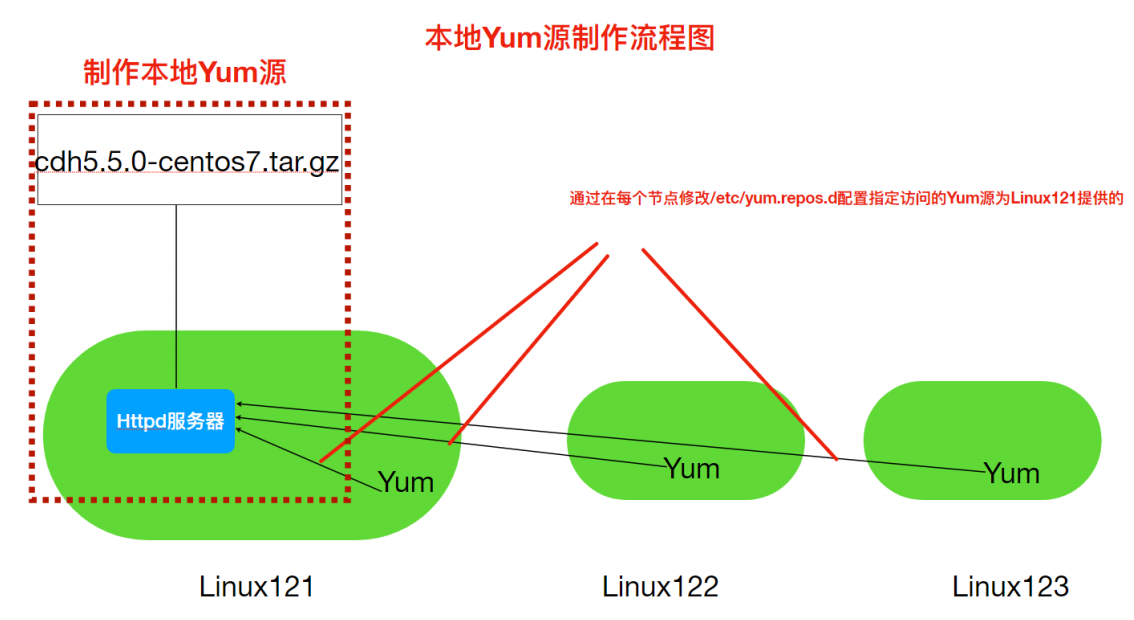 本地Yum源制作流程图
制作本地Yum源
cdh5.5.0-centos7.tar.gz
通过在每个节点修改/etc/yum.repos.d配置指定访问的Yum源为Linux121提供的
Httpd服务器
Yum
Yum
Yum
Linux121
Linux122
Linux123